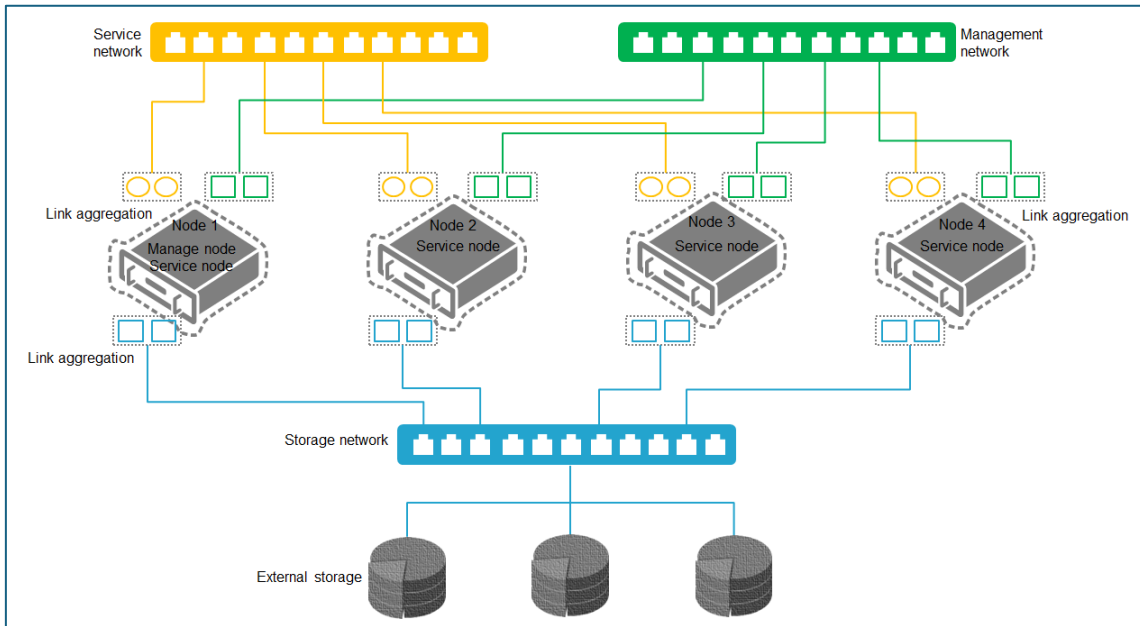 Service
network
Management
network
Link aggregation
Link aggregation
Node 1
Manage node
Service node
Node 2
Service node
Node 3
Service node
Node 4
Service node
Link aggregation
Storage network
External storage